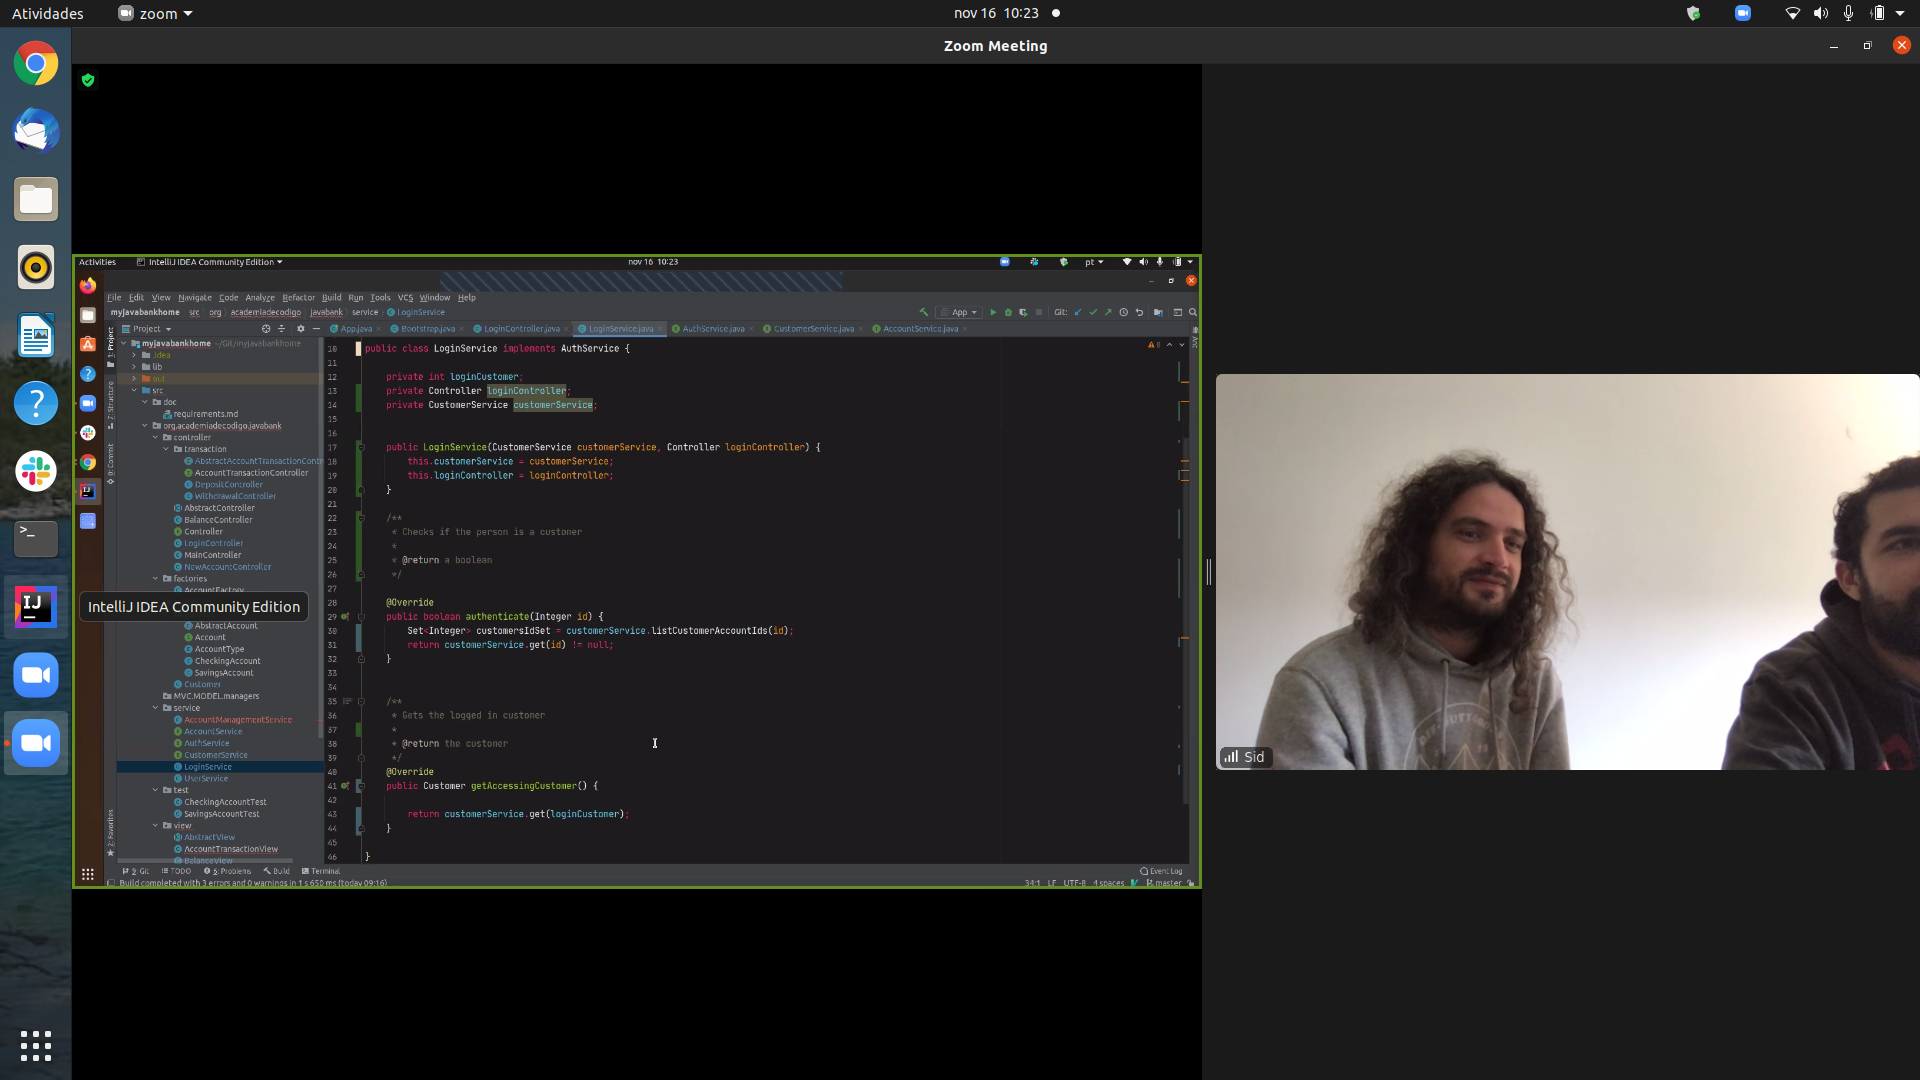 Atividades
zoom
nov 16 10:23
Zoom Meeting
Activities
IntelliJ IDEA Community Edition
nov 16 10:23
pt
File Edit View Navigate Code Analyze Refactor Build Run Tools VCS Window Help
myjavabankhome src org academiadecodigo javabank service LoginService
App
Git:
Project
App.java
Bootstrap.java
LoginController.java
LoginService.java
AuthService.java
CustomerService.java
AccountService.java
myjavabankhome ~/Git/myjavabankhome
.idea
lib
out
src
doc
requirements.md
org.academiadecodigo.javabank
controller
transaction
AbstractAccountTransactionContr
AccountTransactionController
DepositController
WithdrawalController
AbstractController
BalanceController
Controller
LoginController
MainController
NewAccountController
factories
AccountFactory
IntelliJ IDEA Community Edition
AbstractAccount
Account
AccountType
CheckingAccount
SavingsAccount
Customer
MVC.MODEL.managers
service
AccountManagementService
AccountService
AuthService
CustomerService
LoginService
UserService
test
CheckingAccountTest
SavingsAccountTest
view
AbstractView
AccountTransactionView
BalanceView
10 public class LoginService implements AuthService {
11
12 private int loginCustomer;
13 private Controller loginController;
14 private CustomerService customerService;
15
16
17 public LoginService(CustomerService customerService, Controller loginController) {
18 this.customerService = customerService;
19 this.loginController = loginController;
20 }
21
22 /**
23 * Checks if the person is a customer
24 *
25 * @return a boolean
26 */
27
28 @Override
29 public boolean authenticate(Integer id) {
30 Set<Integer> customersIdSet = customerService.listCustomerAccountIds(id);
31 return customerService.get(id) != null;
32 }
33
34
35 /**
36 * Gets the logged in customer
37 *
38 * @return the customer
39 */
40 @Override
41 public Customer getAccessingCustomer() {
42
43 return customerService.get(loginCustomer);
44 }
45
46 }
1: Project
7: Structure
Commit
2: Favorites
Ant
9: Git
TODO
6: Problems
Build
Terminal
Event Log
Build completed with 3 errors and 0 warnings in 1 s 650 ms (today 09:16)
34:1 LF UTF-8 4 spaces master
Sid